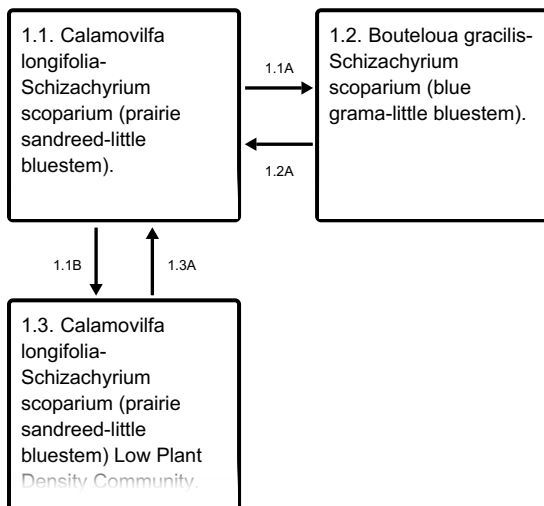 1.1. Calamovilfa
longifolia-
Schizachyrium
scoparium (prairie
sandreed-little
bluestem).
1.1A
1.2A
1.2. Bouteloua gracilis-
Schizachyrium
scoparium (blue
grama-little bluestem).
1.1B
1.3A
1.3. Calamovilfa
longifolia-
Schizachyrium
scoparium (prairie
sandreed-little
bluestem) Low Plant
Density Community.